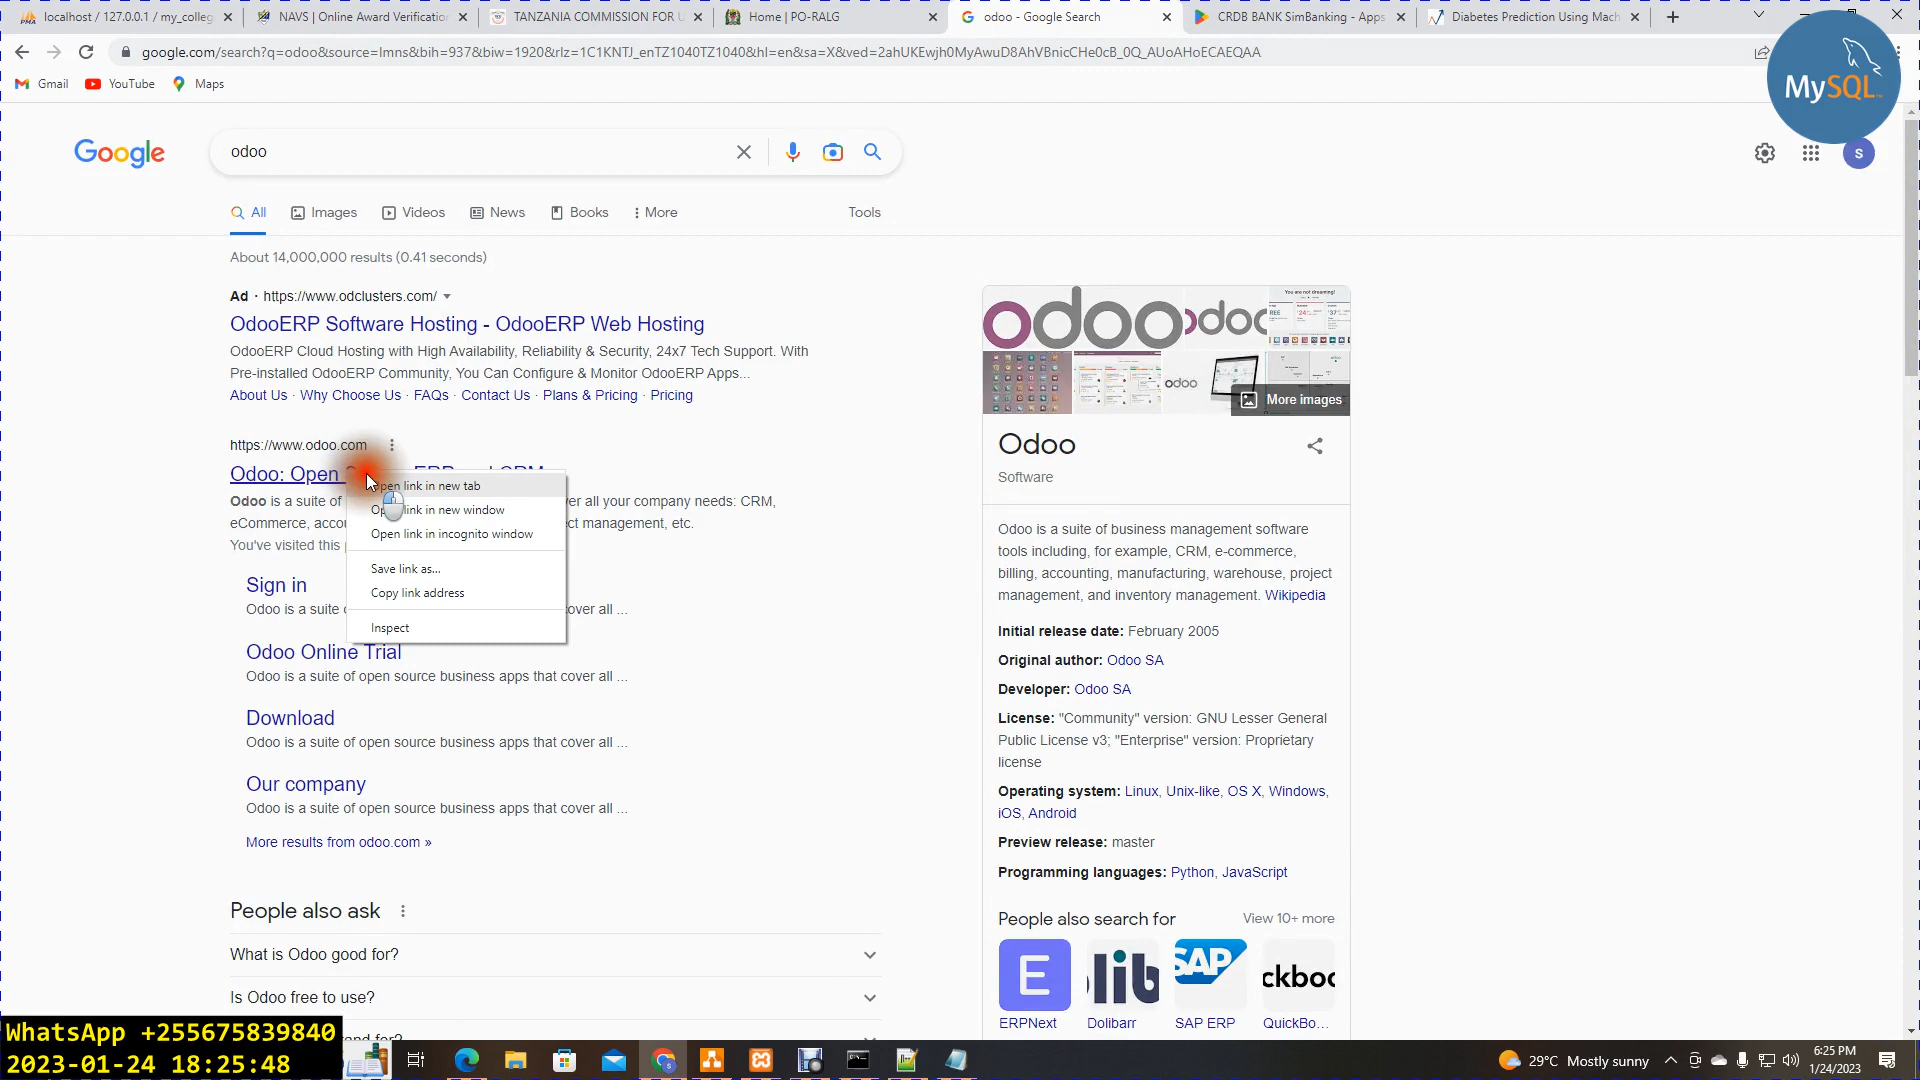 localhost / 127.0.0.1 / my_colleg
NAVS | Online Award Verificatio
TANZANIA COMMISSION FOR U
Home | PO-RALG
odoo - Google Search
CRDB BANK SimBanking - Apps
Diabetes Prediction Using Mach
google.com/search?q=odoo&source=lmns&bih=937&biw=1920&rlz=1C1KNTJ_enTZ1040TZ1040&hl=en&sa=X&ved=2ahUKEwjh0MyAwuD8AhVBnicCHe0cB_0Q_AUoAHoECAEQAA
Gmail
YouTube
Maps
MySQL
Google
odoo
S
All
Images
Videos
News
Books
More
Tools
About 14,000,000 results (0.41 seconds)
Ad · https://www.odclusters.com/
OdooERP Software Hosting - OdooERP Web Hosting
OdooERP Cloud Hosting with High Availability, Reliability & Security, 24x7 Tech Support. With
Pre-installed OdooERP Community, You Can Configure & Monitor OdooERP Apps...
About Us · Why Choose Us · FAQs · Contact Us · Plans & Pricing · Pricing
https://www.odoo.com
Odoo: Open
Odoo is a suite of
er all your company needs: CRM,
eCommerce,
ct management, etc.
You've visited this
Open link in new tab
Open link in new window
Open link in incognito window
Save link as...
Copy link address
Inspect
Sign in
Odoo is a suite
over all ...
Odoo Online Trial
Odoo is a suite of open source business apps that cover all ...
Download
Odoo is a suite of open source business apps that cover all ...
Our company
Odoo is a suite of open source business apps that cover all ...
More results from odoo.com »
People also ask
What is Odoo good for?
Is Odoo free to use?
odoo
odoo
odoo
You are not dreaming!
More images
Odoo
Software
Odoo is a suite of business management software
tools including, for example, CRM, e-commerce,
billing, accounting, manufacturing, warehouse, project
management, and inventory management. Wikipedia
Initial release date: February 2005
Original author: Odoo SA
Developer: Odoo SA
License: "Community" version: GNU Lesser General
Public License v3; "Enterprise" version: Proprietary
license
Operating system: Linux, Unix-like, OS X, Windows,
iOS, Android
Preview release: master
Programming languages: Python, JavaScript
People also search for
View 10+ more
E
lib
SAP
ckboo
ERPNext
Dolibarr
SAP ERP
QuickBo...
WhatsApp +255675839840
2023-01-24 18:25:48
29°C Mostly sunny
6:25 PM
1/24/2023